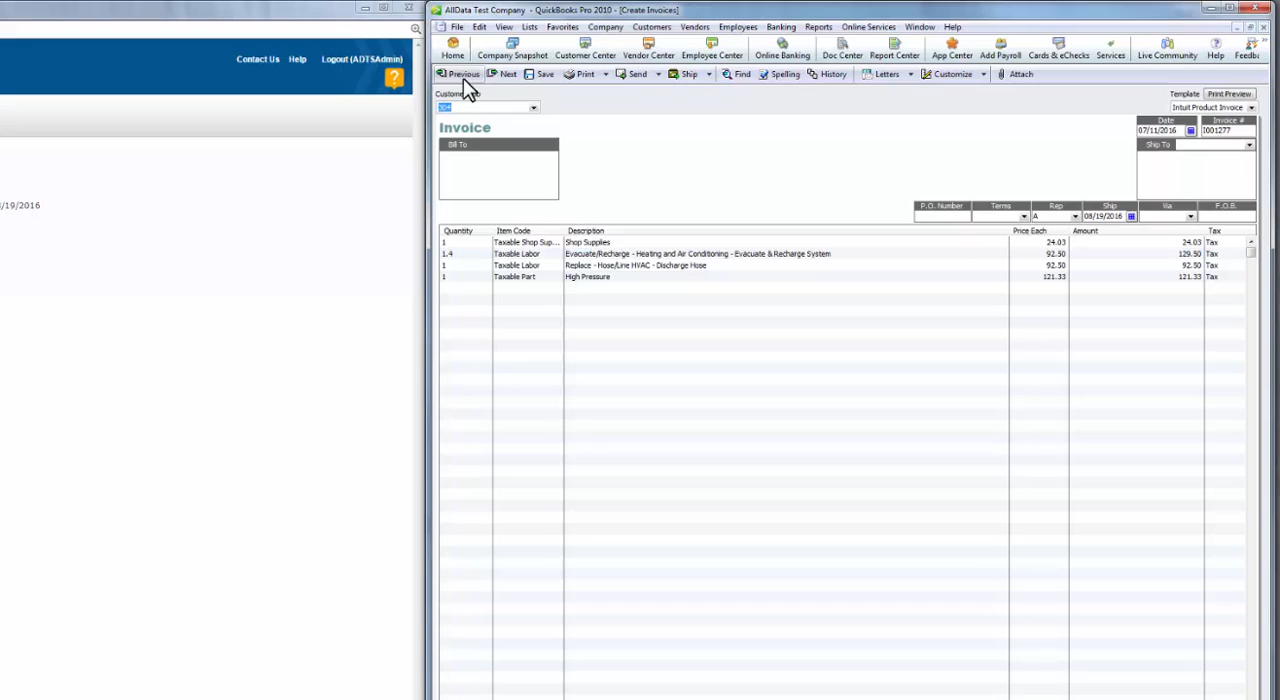 AllData Test Company - QuickBooks Pro 2010 - [Create Invoices]
File Edit View Lists Favorites Company Customers Vendors Employees Banking Reports Online Services Window Help
Home Company Snapshot Customer Center Vendor Center Employee Center Online Banking Doc Center Report Center App Center Add Payroll Cards & eChecks Services Live Community Help Feedb
Contact Us Help Logout (ADTSAdmin)
Previous Next Save Print Send Ship Find Spelling History Letters Customize Attach
Template Print Preview
Intuit Product Invoice
Invoice
Date Invoice #
07/11/2016 I001277
Bill To
Ship To
/19/2016
P.O. Number Terms Rep Ship Via F.O.B.
A 08/19/2016
Quantity Item Code Description Price Each Amount Tax
1 Taxable Shop Sup... Shop Supplies 24.03 24.03 Tax
1.4 Taxable Labor Evacuate/Recharge - Heating and Air Conditioning - Evacuate & Recharge System 92.50 129.50 Tax
1 Taxable Labor Replace - Hose/Line HVAC - Discharge Hose 92.50 92.50 Tax
1 Taxable Part High Pressure 121.33 121.33 Tax